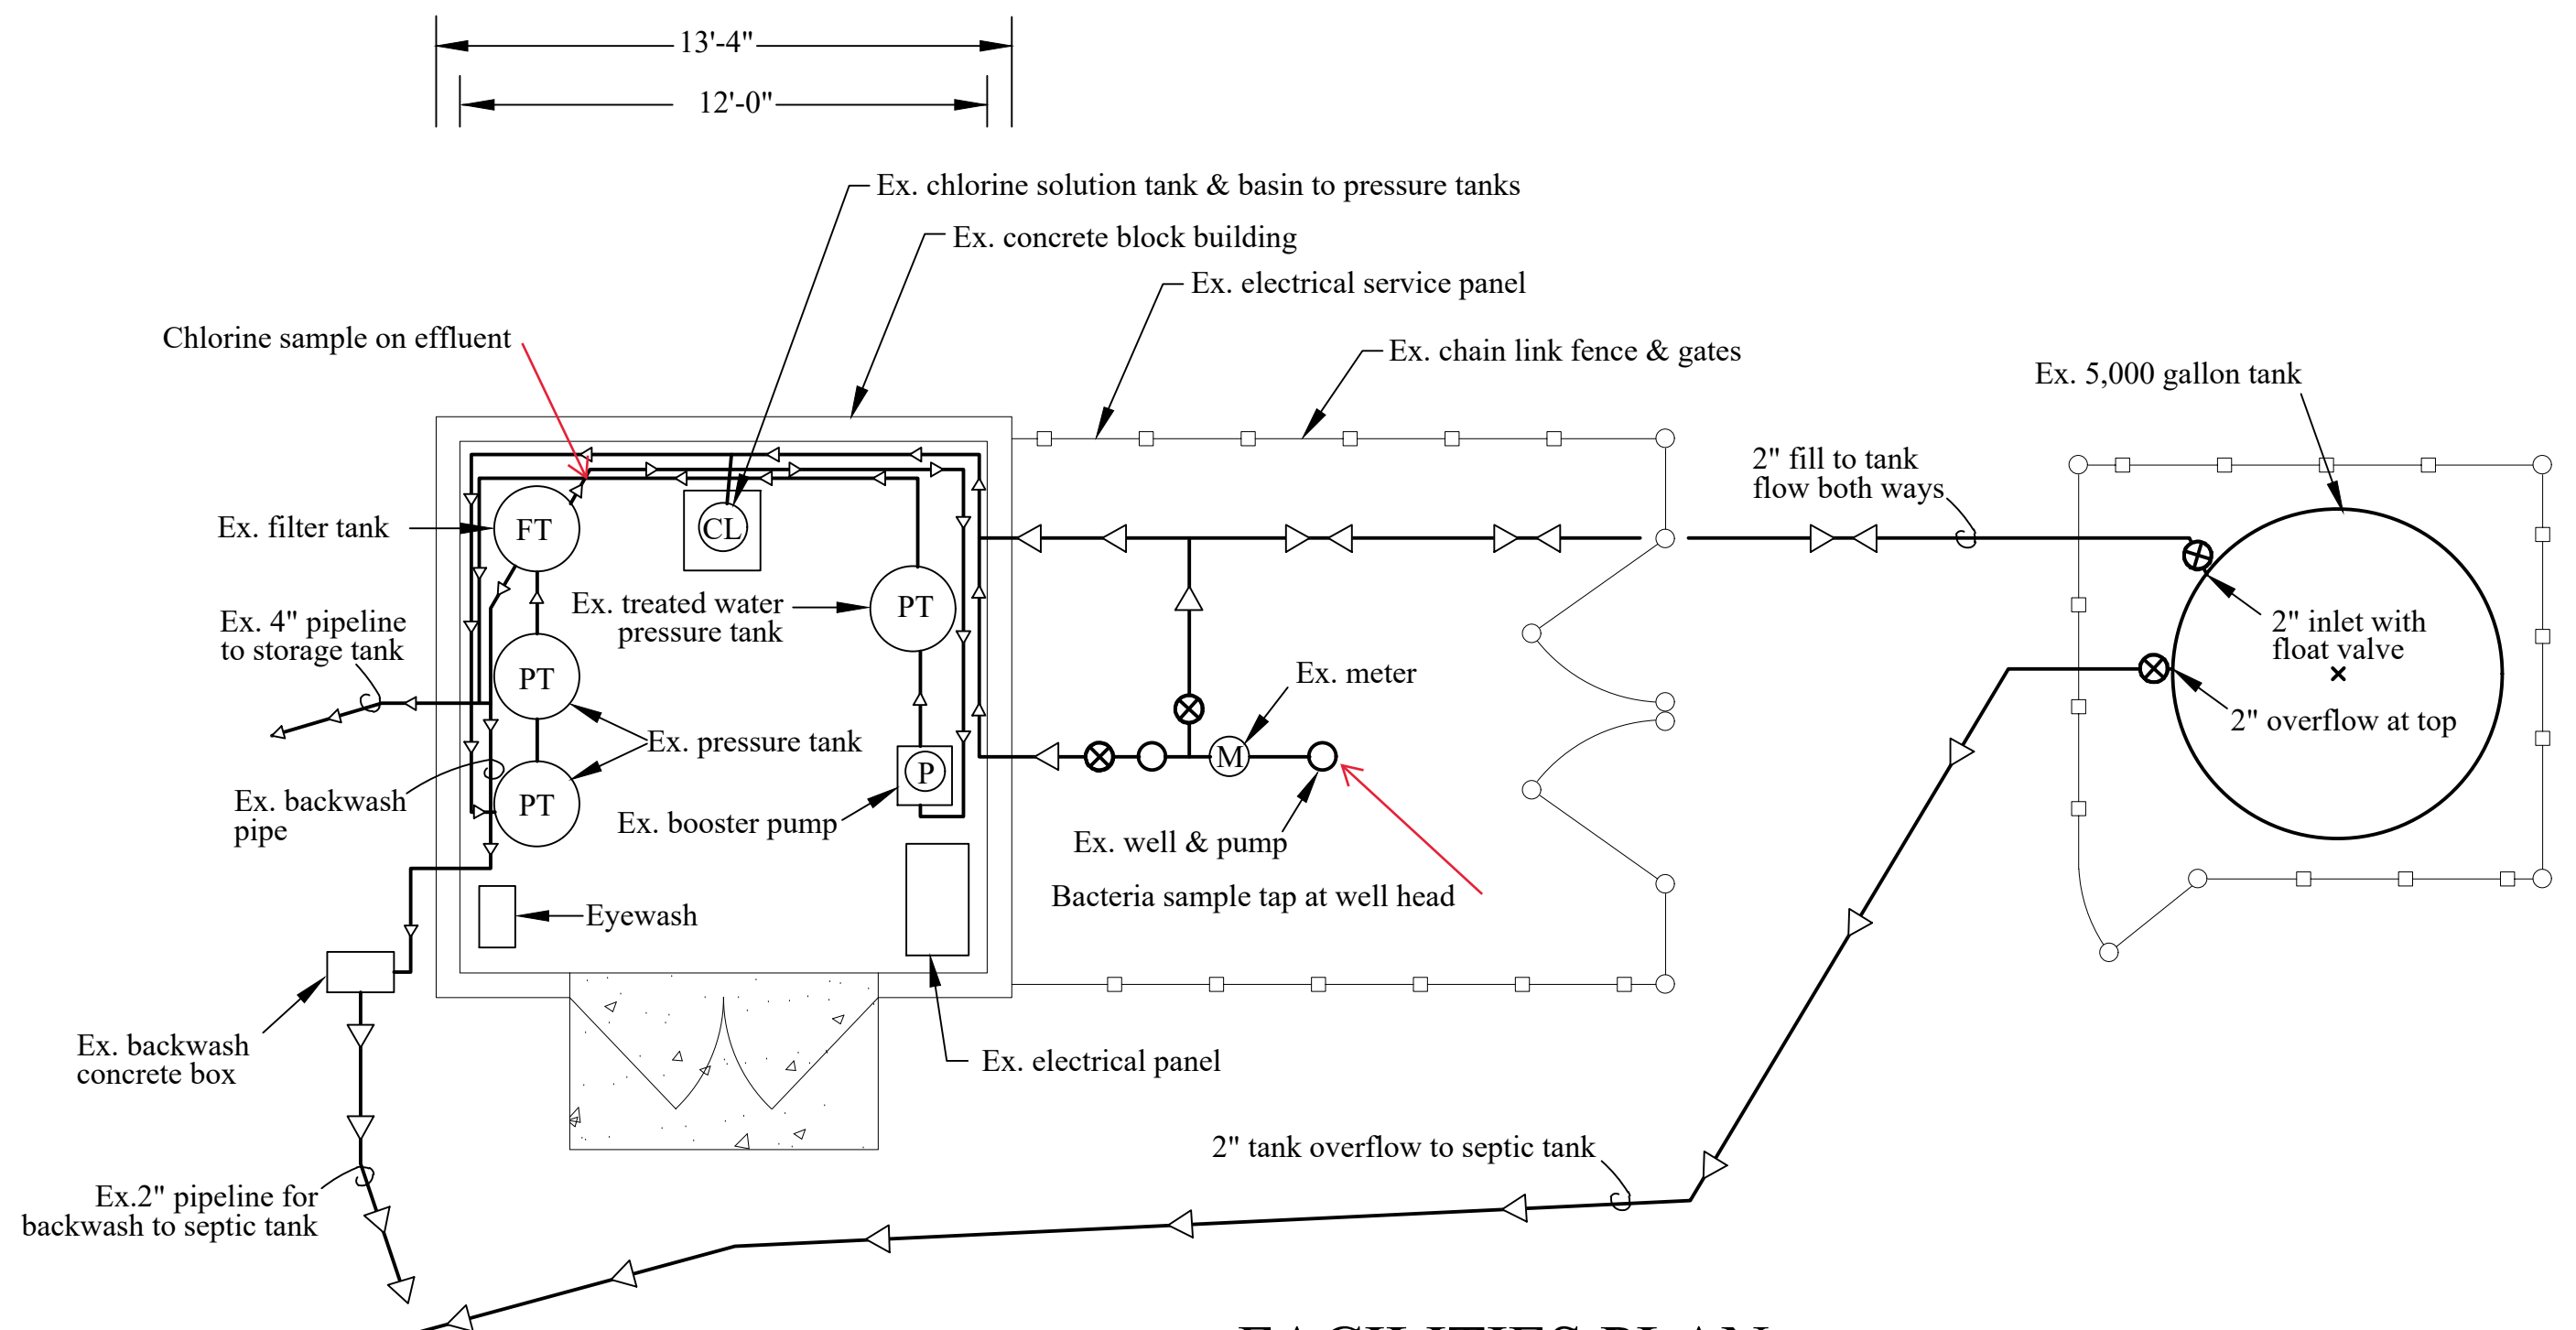 13'-4"
12'-0"
Ex. chlorine solution tank & basin to pressure tanks
Ex. concrete block building
Ex. electrical service panel
Chlorine sample on effluent
Ex. chain link fence & gates
Ex. 5,000 gallon tank
2" fill to tank
flow both ways
Ex. filter tank
FT
CL
Ex. treated water
pressure tank
PT
Ex. 4" pipeline
to storage tank
2" inlet with
float valve
PT
Ex. meter
2" overflow at top
Ex. pressure tank
M
P
Ex. backwash
pipe
PT
Ex. booster pump
Ex. well & pump
Bacteria sample tap at well head
Eyewash
Ex. backwash
concrete box
Ex. electrical panel
2" tank overflow to septic tank
Ex.2" pipeline for
backwash to septic tank
FACILITIES PLAN